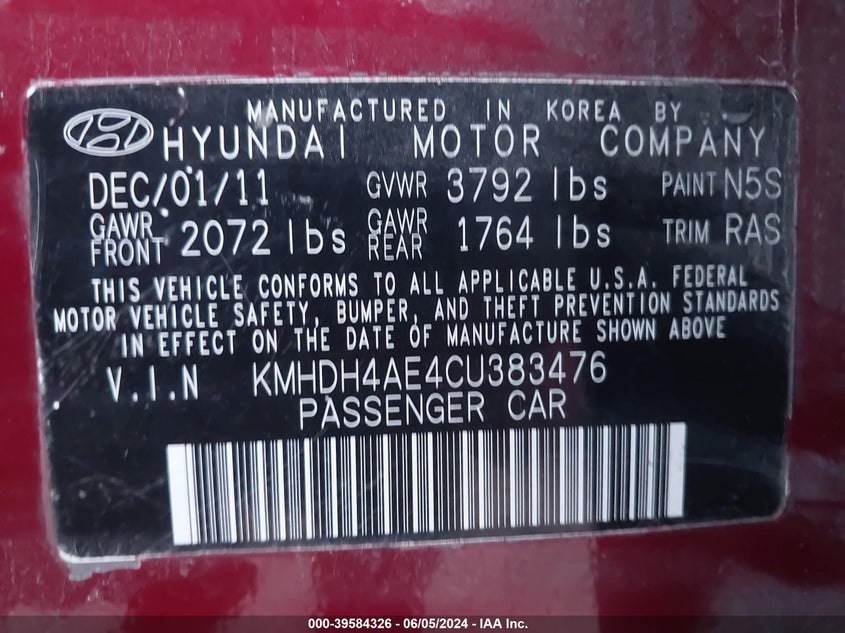 MANUFACTURED IN KOREA BY
HYUNDAI MOTOR COMPANY
DEC/01/11 GVWR 3792 lbs PAINT N5S
GAWR FRONT 2072 lbs GAWR REAR 1764 lbs TRIM RAS
THIS VEHICLE CONFORMS TO ALL APPLICABLE U.S.A. FEDERAL
MOTOR VEHICLE SAFETY, BUMPER, AND THEFT PREVENTION STANDARDS
IN EFFECT ON THE DATE OF MANUFACTURE SHOWN ABOVE
V.I.N KMHDH4AE4CU383476
PASSENGER CAR
000-39584326 - 06/05/2024 - IAA Inc.